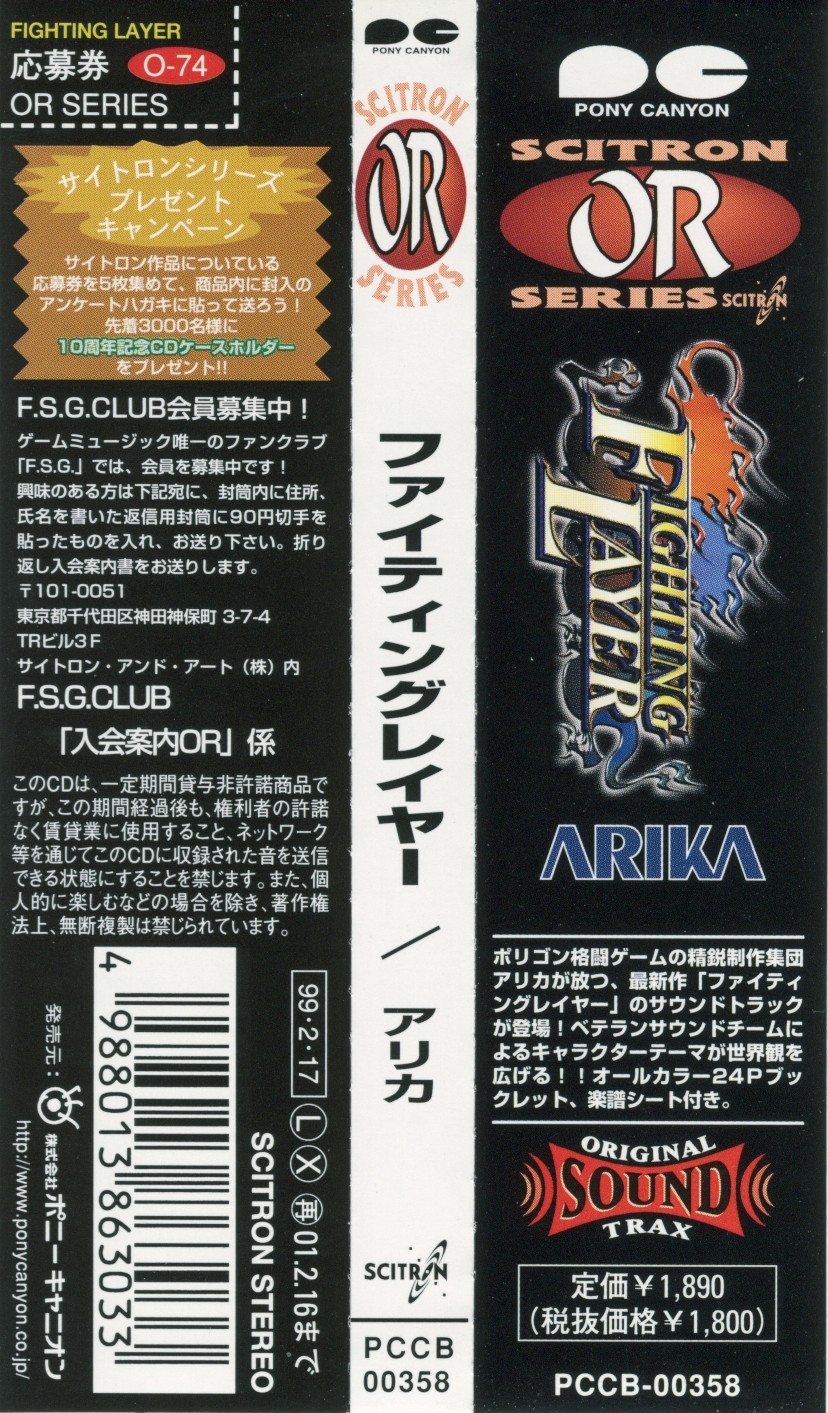 FIGHTING LAYER
応募券 O-74
OR SERIES
サイトロンシリーズ
プレゼント
キャンペーン
サイトロン作品についている
応募券を5枚集めて、商品内に封入の
アンケートハガキに貼って送ろう！
先着3000名様に
10周年記念CDケースホルダー
をプレゼント!!
F.S.G.CLUB会員募集中！
ゲームミュージック唯一のファンクラブ
「F.S.G.」では、会員を募集中です！
興味のある方は下記宛に、封筒内に住所、
氏名を書いた返信用封筒に90円切手を
貼ったものを入れ、お送り下さい。折り
返し入会案内書をお送りします。
〒101-0051
東京都千代田区神田神保町 3-7-4
TRビル3Ｆ
サイトロン・アンド・アート（株）内
F.S.G.CLUB
「入会案内OR」係
このCDは、一定期間貸与非許諾商品で
すが、この期間経過後も、権利者の許諾
なく賃貸業に使用すること、ネットワーク
等を通じてこのCDに収録された音を送信
できる状態にすることを禁じます。また、個
人的に楽しむなどの場合を除き、著作権
法上、無断複製は禁じられています。
99・2・17 Ⓛ Ⓧ ㊥再01.2.16まで
SCITRON STEREO
4 988013 863033
発売元：株式会社 ポニーキャニオン
http://www.ponycanyon.co.jp/
PONY CANYON
SCITRON
OR
SERIES
ファイティングレイヤー / アリカ
SCITRON
PCCB
00358
PONY CANYON
SCITRON
OR
SERIES SCITRON
FIGHTING
LAYER
ARIKA
ポリゴン格闘ゲームの精鋭制作集団
アリカが放つ、最新作「ファイティ
ングレイヤー」のサウンドトラック
が登場！ベテランサウンドチームに
よるキャラクターテーマが世界観を
広げる！！オールカラー24Ｐブッ
クレット、楽譜シート付き。
ORIGINAL
SOUND
TRAX
定価￥1,890
（税抜価格￥1,800）
PCCB-00358